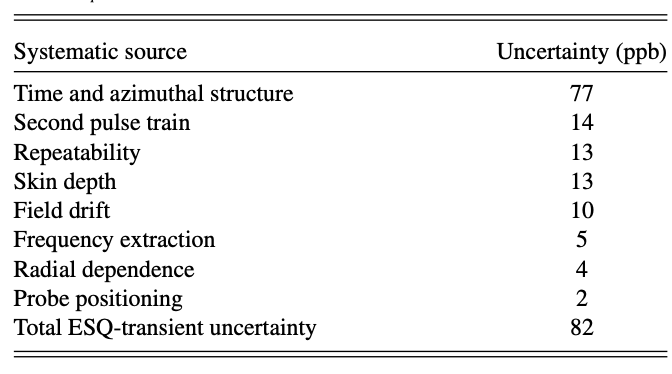 Systematic source Uncertainty (ppb)
Time and azimuthal structure 77
Second pulse train 14
Repeatability 13
Skin depth 13
Field drift 10
Frequency extraction 5
Radial dependence 4
Probe positioning 2
Total ESQ-transient uncertainty 82